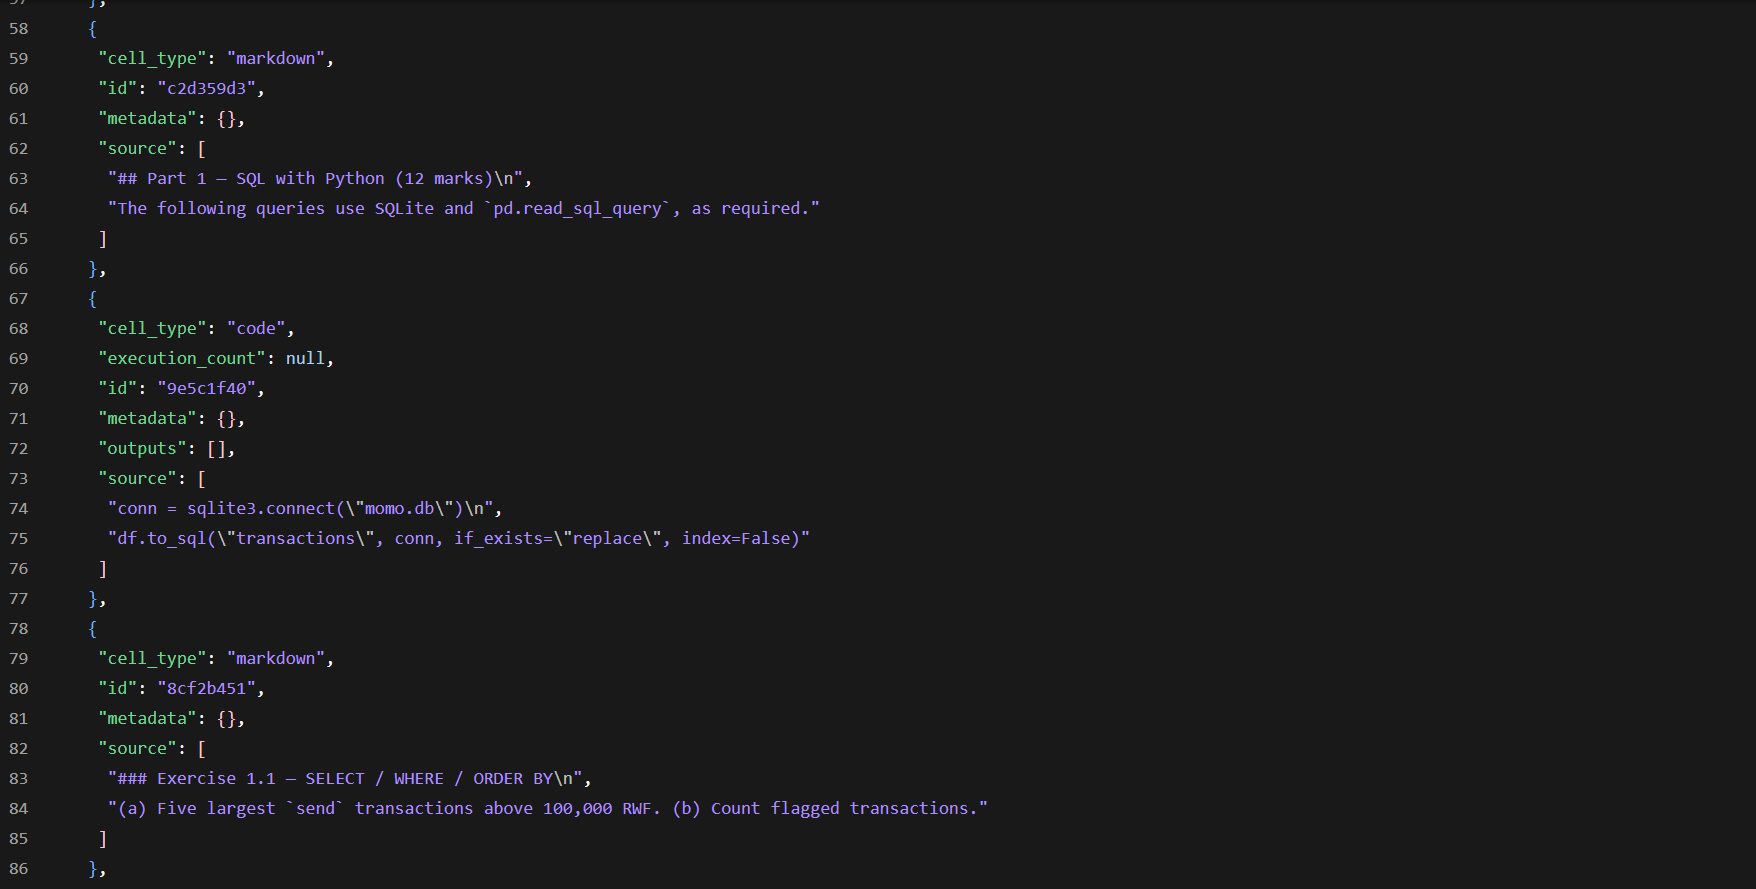 57 },
58 {
59 "cell_type": "markdown",
60 "id": "c2d359d3",
61 "metadata": {},
62 "source": [
63 "## Part 1 — SQL with Python (12 marks)\n",
64 "The following queries use SQLite and `pd.read_sql_query`, as required."
65 ]
66 },
67 {
68 "cell_type": "code",
69 "execution_count": null,
70 "id": "9e5c1f40",
71 "metadata": {},
72 "outputs": [],
73 "source": [
74 "conn = sqlite3.connect(\"momo.db\")\n",
75 "df.to_sql(\"transactions\", conn, if_exists=\"replace\", index=False)"
76 ]
77 },
78 {
79 "cell_type": "markdown",
80 "id": "8cf2b451",
81 "metadata": {},
82 "source": [
83 "### Exercise 1.1 — SELECT / WHERE / ORDER BY\n",
84 "(a) Five largest `send` transactions above 100,000 RWF. (b) Count flagged transactions."
85 ]
86 },